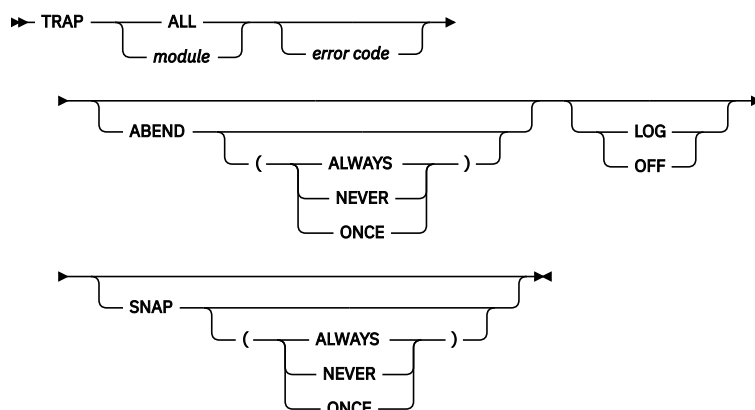 TRAP ALL
module error code
ABEND LOG
( ALWAYS ) OFF
NEVER
ONCE
SNAP
( ALWAYS )
NEVER
ONCE